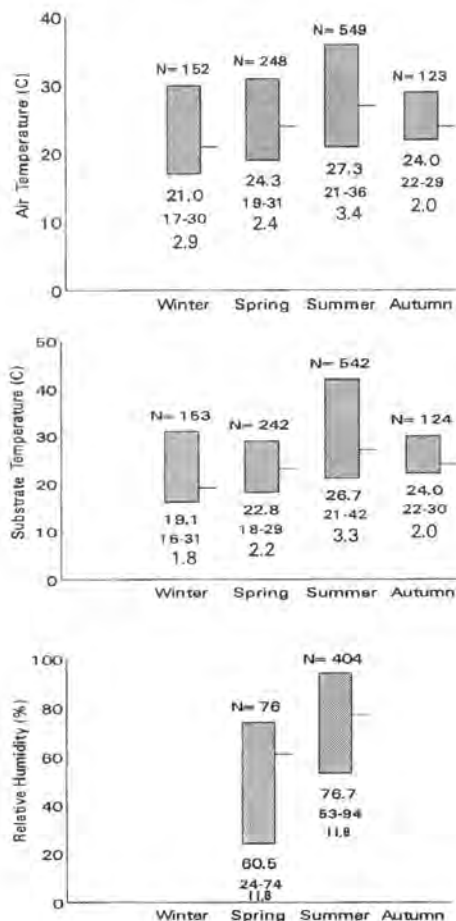 40
N= 549
N= 152 N= 248 N= 123
30
Air Temperature (C)
20
21.0 24.3 27.3 24.0
17-30 19-31 21-36 22-29
2.9 2.4 3.4 2.0
10
0
Winter Spring Summer Autumn
50
N= 542
40
N= 153 N= 242 N= 124
30
Substrate Temperature (C)
20
19.1 22.8 26.7 24.0
16-31 18-29 21-42 22-30
1.8 2.2 3.3 2.0
10
0
Winter Spring Summer Autumn
100
N= 404
N= 76
80
60
Relative Humidity (%)
40
76.7
53-94
11.8
20
60.5
24-74
11.8
0
Winter Spring Summer Autumn